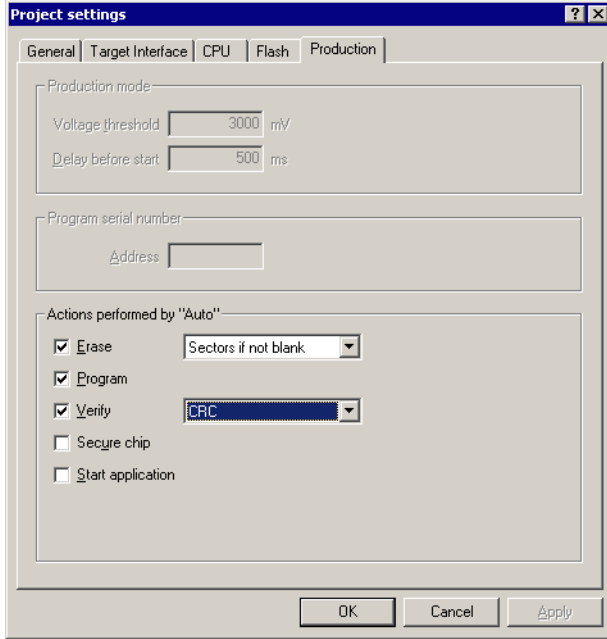 Project settings
General Target Interface CPU Flash Production
Production mode
Voltage threshold 3000 mV
Delay before start 500 ms
Program serial number
Address
Actions performed by "Auto"
Erase Sectors if not blank
Program
Verify CRC
Secure chip
Start application
OK Cancel Apply